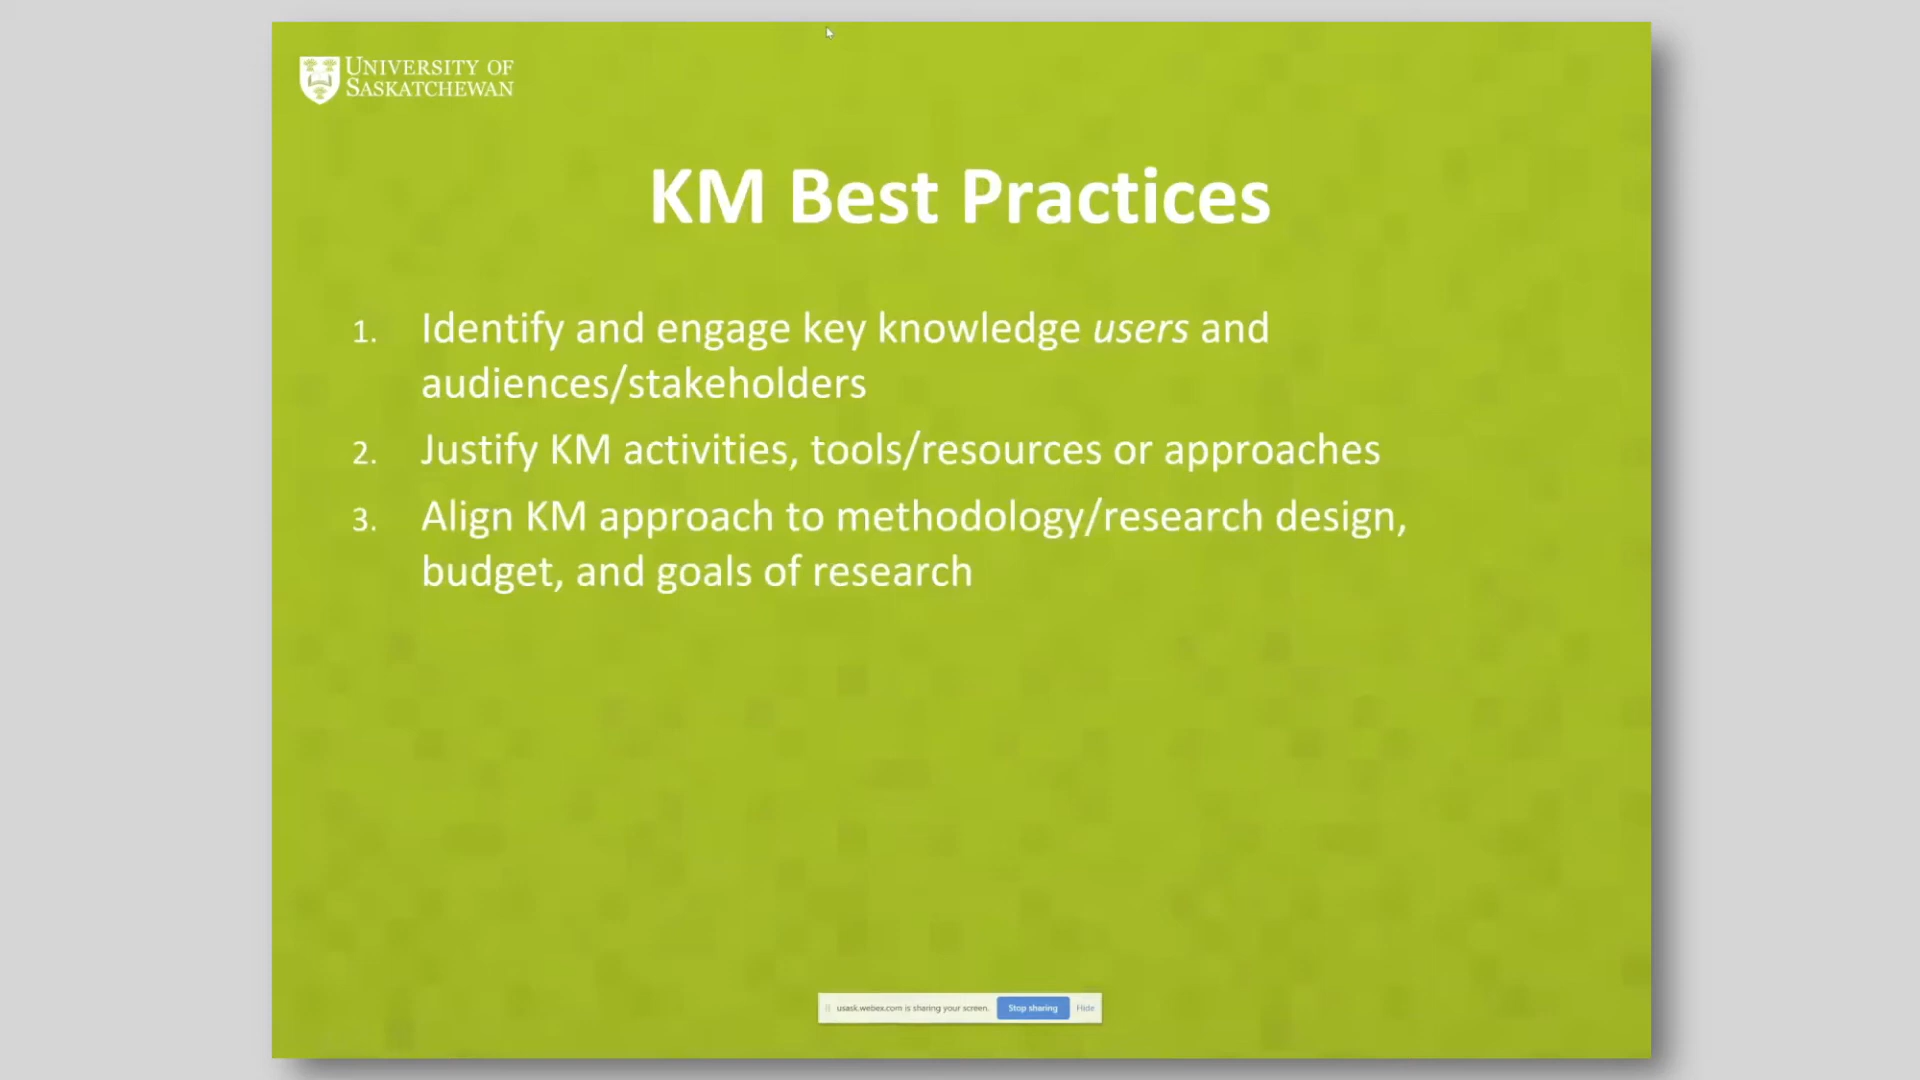 UNIVERSITY OF
SASKATCHEWAN
KM Best Practices
1. Identify and engage key knowledge users and
audiences/stakeholders
2. Justify KM activities, tools/resources or approaches
3. Align KM approach to methodology/research design,
budget, and goals of research
usask.webex.com is sharing your screen. Stop sharing Hide